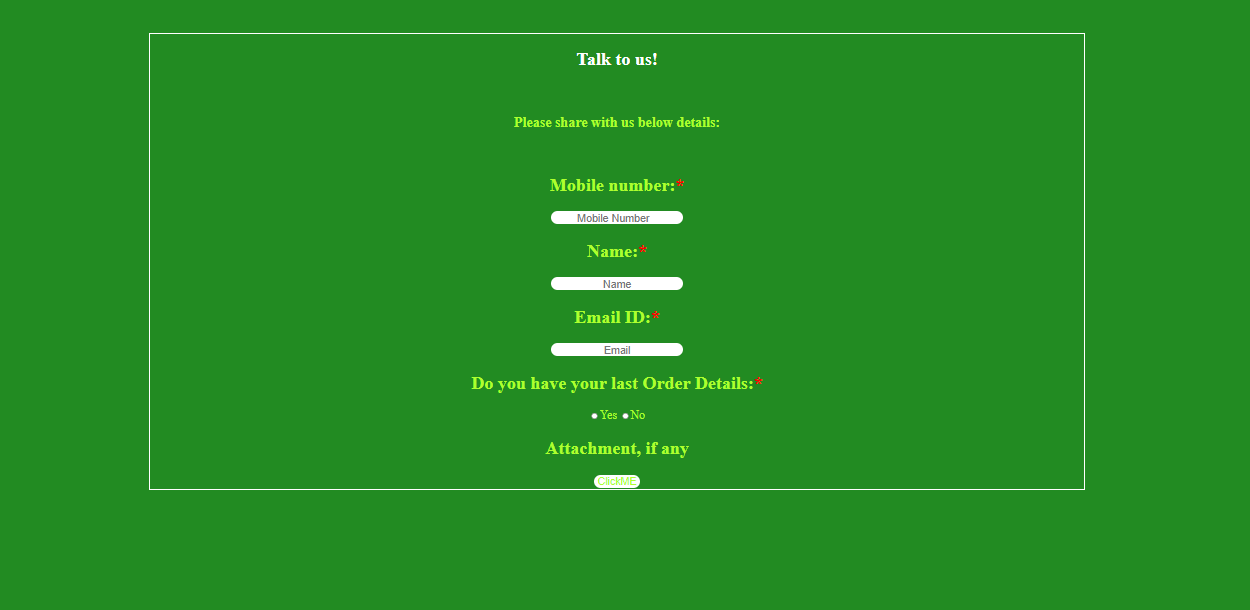 Talk to us!
Please share with us below details:
Mobile number:*
Mobile Number
Name:*
Name
Email ID:*
Email
Do you have your last Order Details:*
Yes No
Attachment, if any
ClickME